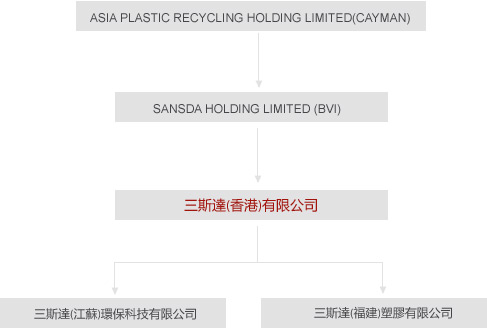 ASIA PLASTIC RECYCLING HOLDING LIMITED(CAYMAN)
SANSDA HOLDING LIMITED (BVI)
三斯達(香港)有限公司
三斯達(江蘇)環保科技有限公司
三斯達(福建)塑膠有限公司